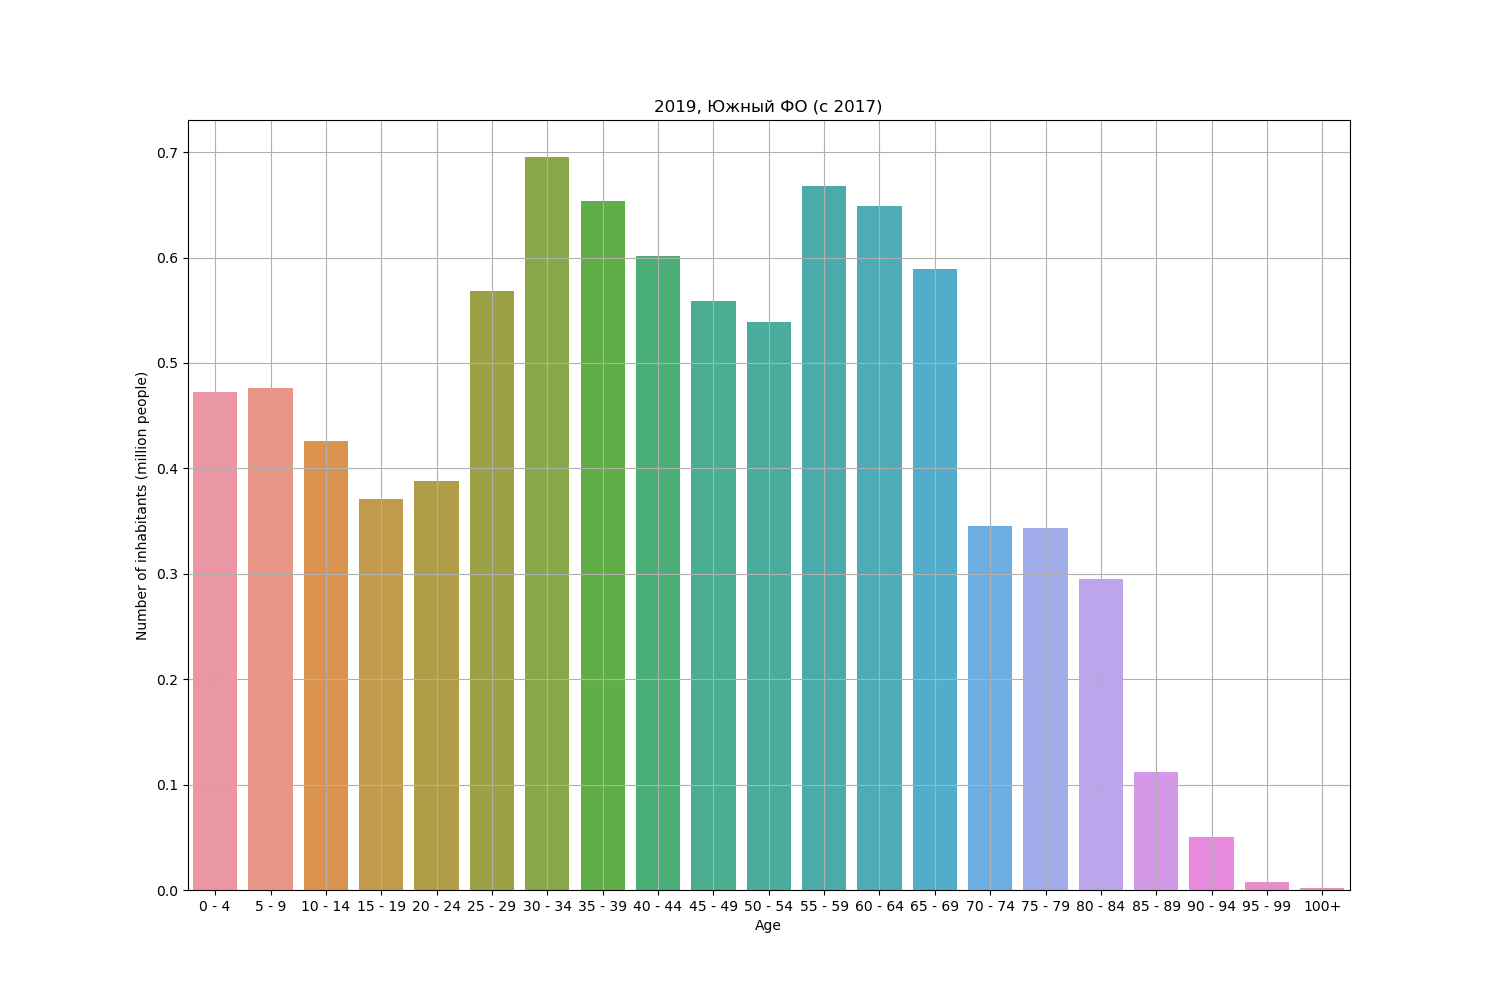 2019, Южный ФО (с 2017)
Number of inhabitants (million people)
0.7
0.6
0.5
0.4
0.3
0.2
0.1
0.0
0 - 4 5 - 9 10 - 14 15 - 19 20 - 24 25 - 29 30 - 34 35 - 39 40 - 44 45 - 49 50 - 54 55 - 59 60 - 64 65 - 69 70 - 74 75 - 79 80 - 84 85 - 89 90 - 94 95 - 99 100+
Age